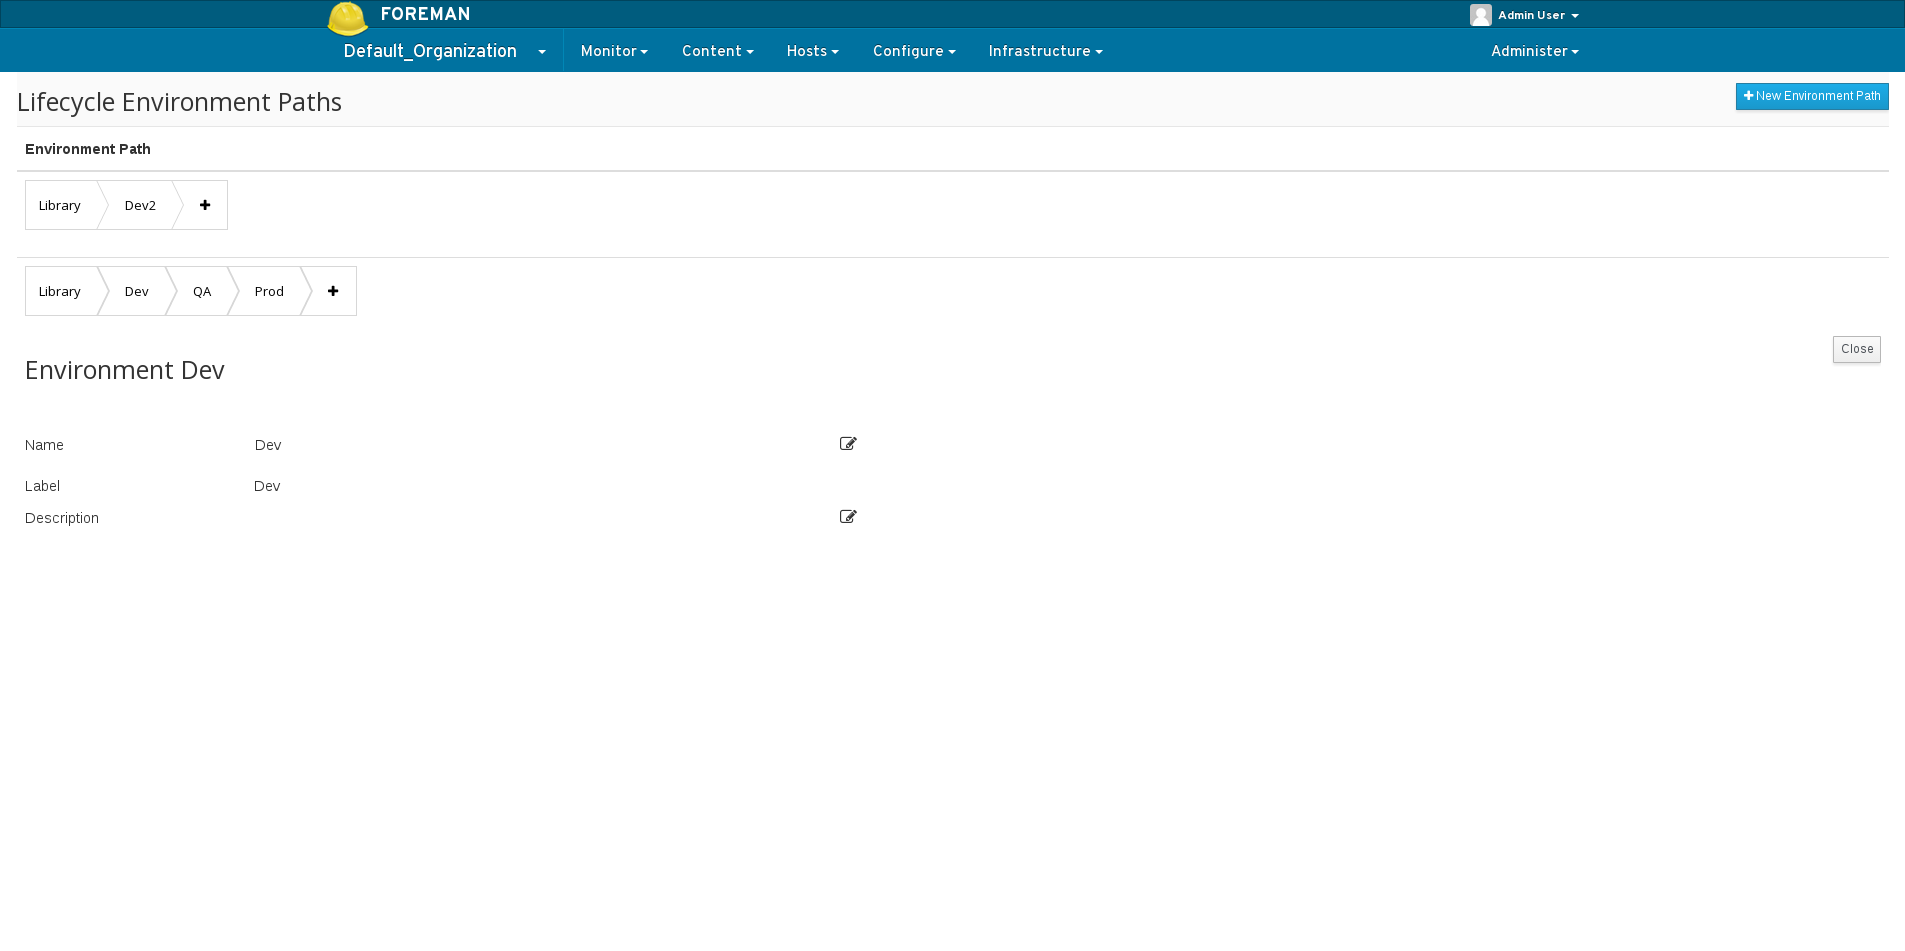 FOREMAN
Admin User
Default_Organization Monitor Content Hosts Configure Infrastructure Administer
Lifecycle Environment Paths
New Environment Path
Environment Path
Library Dev2
Library Dev QA Prod
Close
Environment Dev
Name Dev
Label Dev
Description